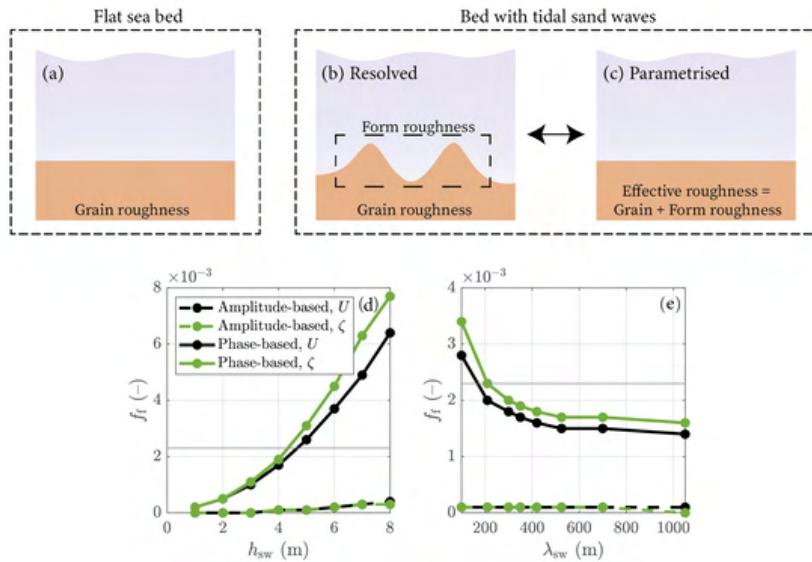 Flat sea bed
Bed with tidal sand waves
(a)
Grain roughness
(b) Resolved
Form roughness
Grain roughness
(c) Parametrised
Effective roughness =
Grain + Form roughness
×10⁻³
8
6
4
2
0
f_f (−)
Amplitude-based, U
Amplitude-based, ζ
Phase-based, U
Phase-based, ζ
(d)
0 2 4 6 8
h_sw (m)
×10⁻³
4
3
2
1
0
f_f (−)
(e)
200 400 600 800 1000
λ_sw (m)